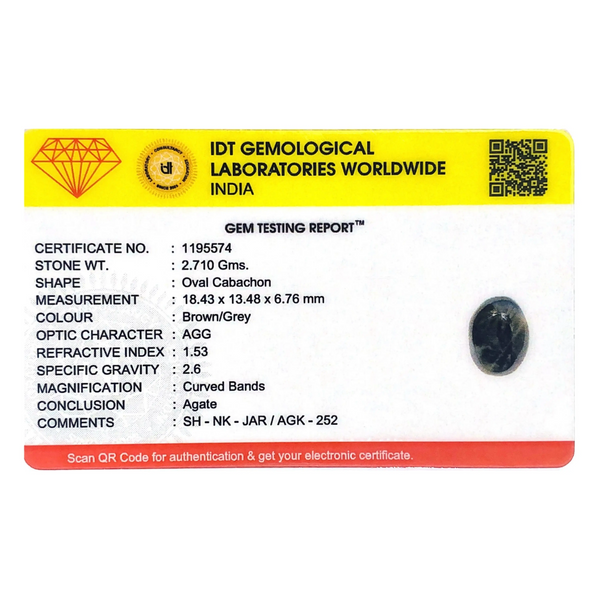 IDT GEMOLOGICAL
LABORATORIES WORLDWIDE
INDIA
GEM TESTING REPORT™
CERTIFICATE NO. : 1195574
STONE WT. : 2.710 Gms.
SHAPE : Oval Cabachon
MEASUREMENT : 18.43 x 13.48 x 6.76 mm
COLOUR : Brown/Grey
OPTIC CHARACTER : AGG
REFRACTIVE INDEX : 1.53
SPECIFIC GRAVITY : 2.6
MAGNIFICATION : Curved Bands
CONCLUSION : Agate
COMMENTS : SH - NK - JAR / AGK - 252
Scan QR Code for authentication & get your electronic certificate.